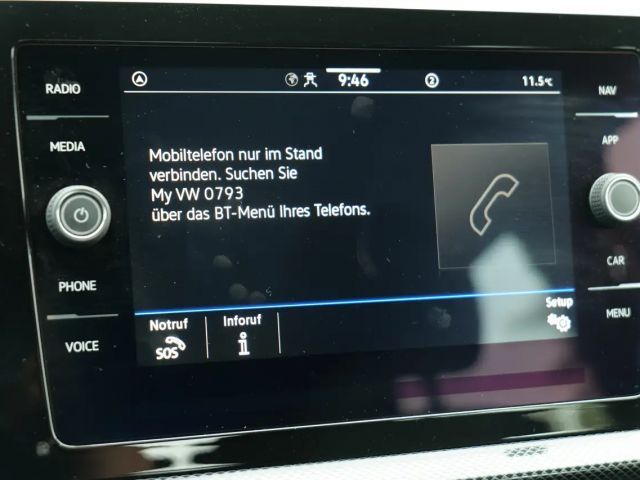 RADIO
MEDIA
PHONE
VOICE
9:46
2
11.5°C
Mobiltelefon nur im Stand
verbinden. Suchen Sie
My VW 0793
über das BT-Menü Ihres Telefons.
Notruf
SOS
Inforuf
i
Setup
NAV
APP
CAR
MENU